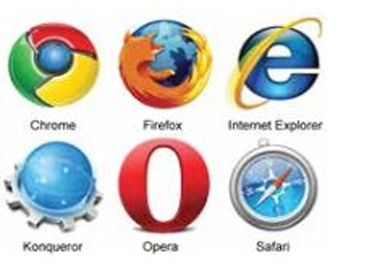 Chrome Firefox Internet Explorer
Konqueror Opera Safari